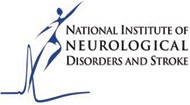 NATIONAL INSTITUTE OF
NEUROLOGICAL
DISORDERS AND STROKE